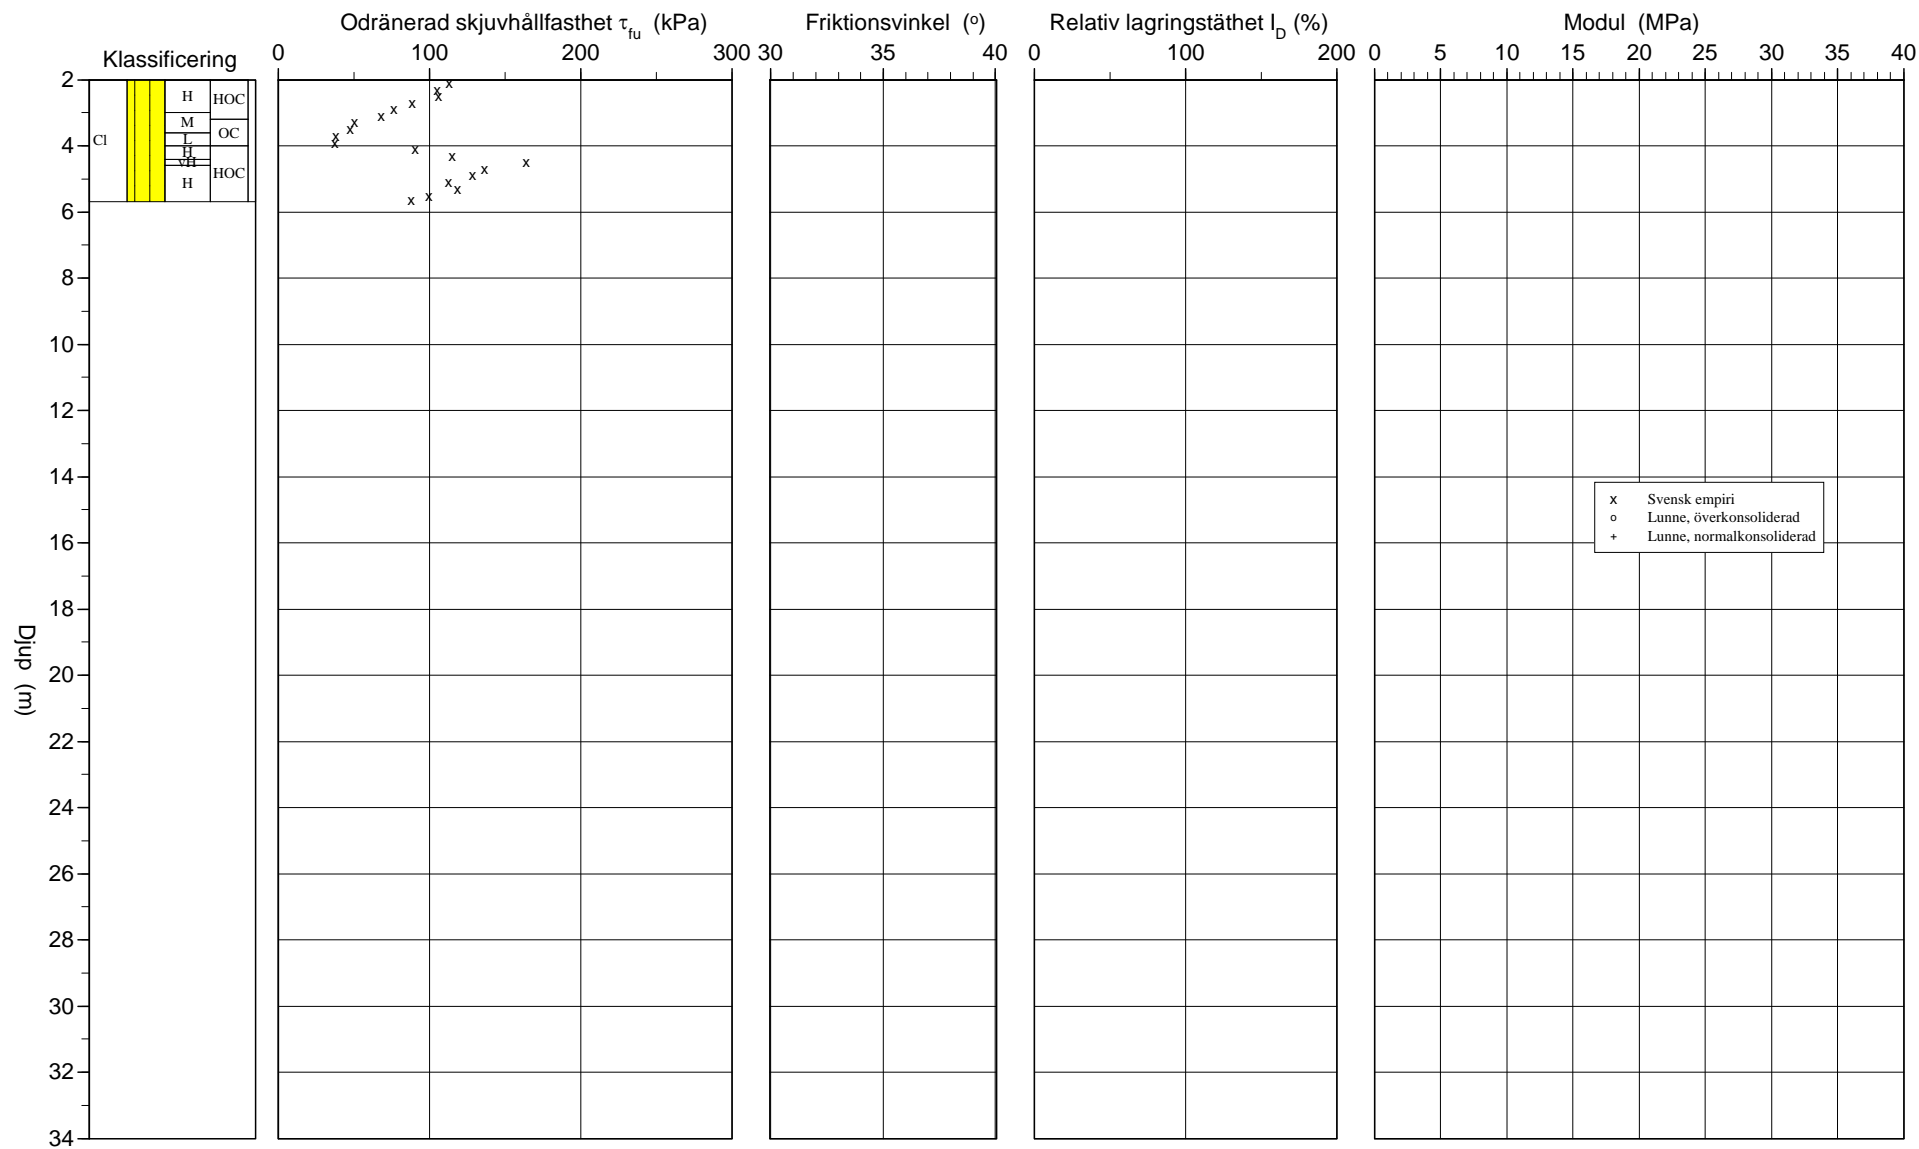 Odränerad skjuvhållfasthet τfu (kPa)
Friktionsvinkel (º)
Relativ lagringstäthet ID (%)
Modul (MPa)
Klassificering
0 100 200 300
30 35 40
0 100 200
0 5 10 15 20 25 30 35 40
2
4
6
8
10
12
14
16
18
20
22
24
26
28
30
32
34
Djup (m)
Cl
H
M
L
H
vH
H
HOC
OC
HOC
x Svensk empiri
o Lunne, överkonsoliderad
+ Lunne, normalkonsoliderad